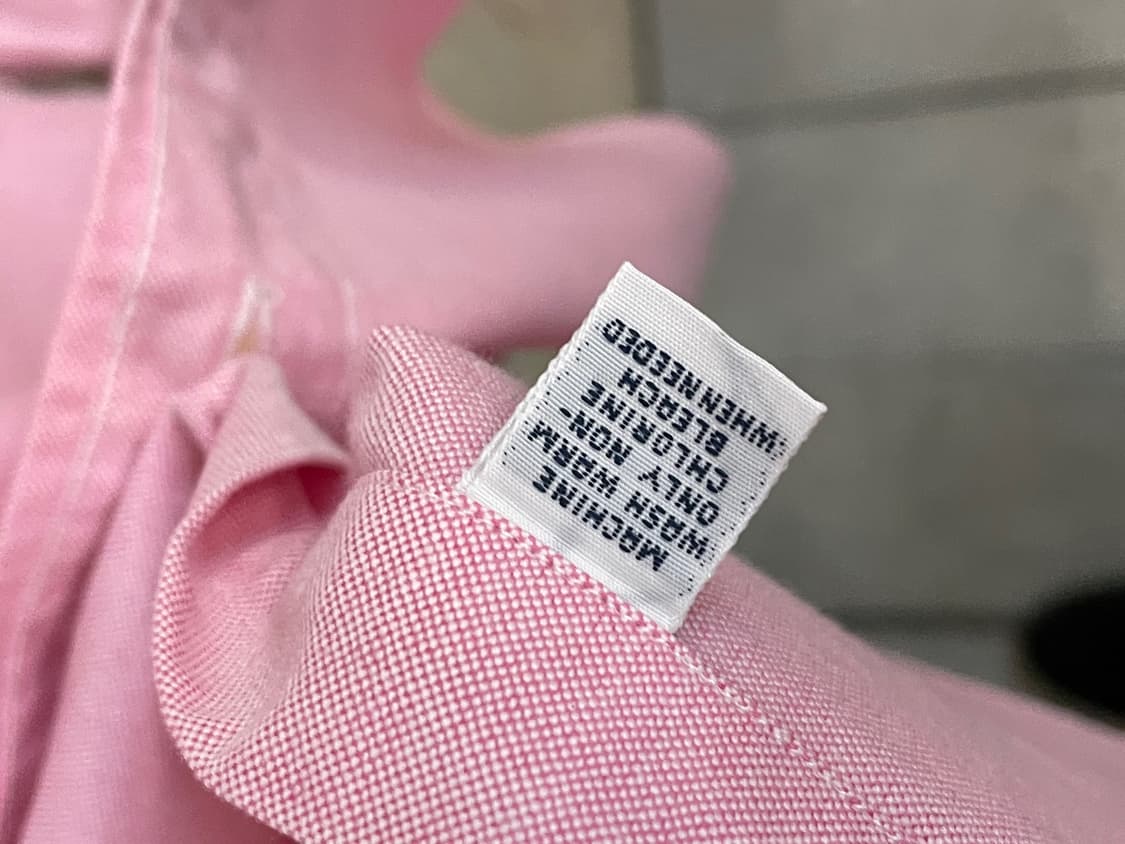 MACHINE
WASH WARM
ONLY NON-
CHLORINE
BLEACH
WHEN NEEDED